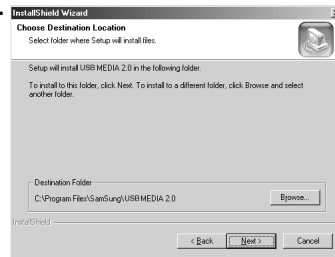 InstallShield Wizard
Choose Destination Location
Select folder where Setup will install files.
Setup will install USB MEDIA 2.0 in the following folder.
To install to this folder, click Next. To install to a different folder, click Browse and select
another folder.
Destination Folder
C:\Program Files\SamSung\USB MEDIA 2.0
Browse...
InstallShield
< Back
Next >
Cancel